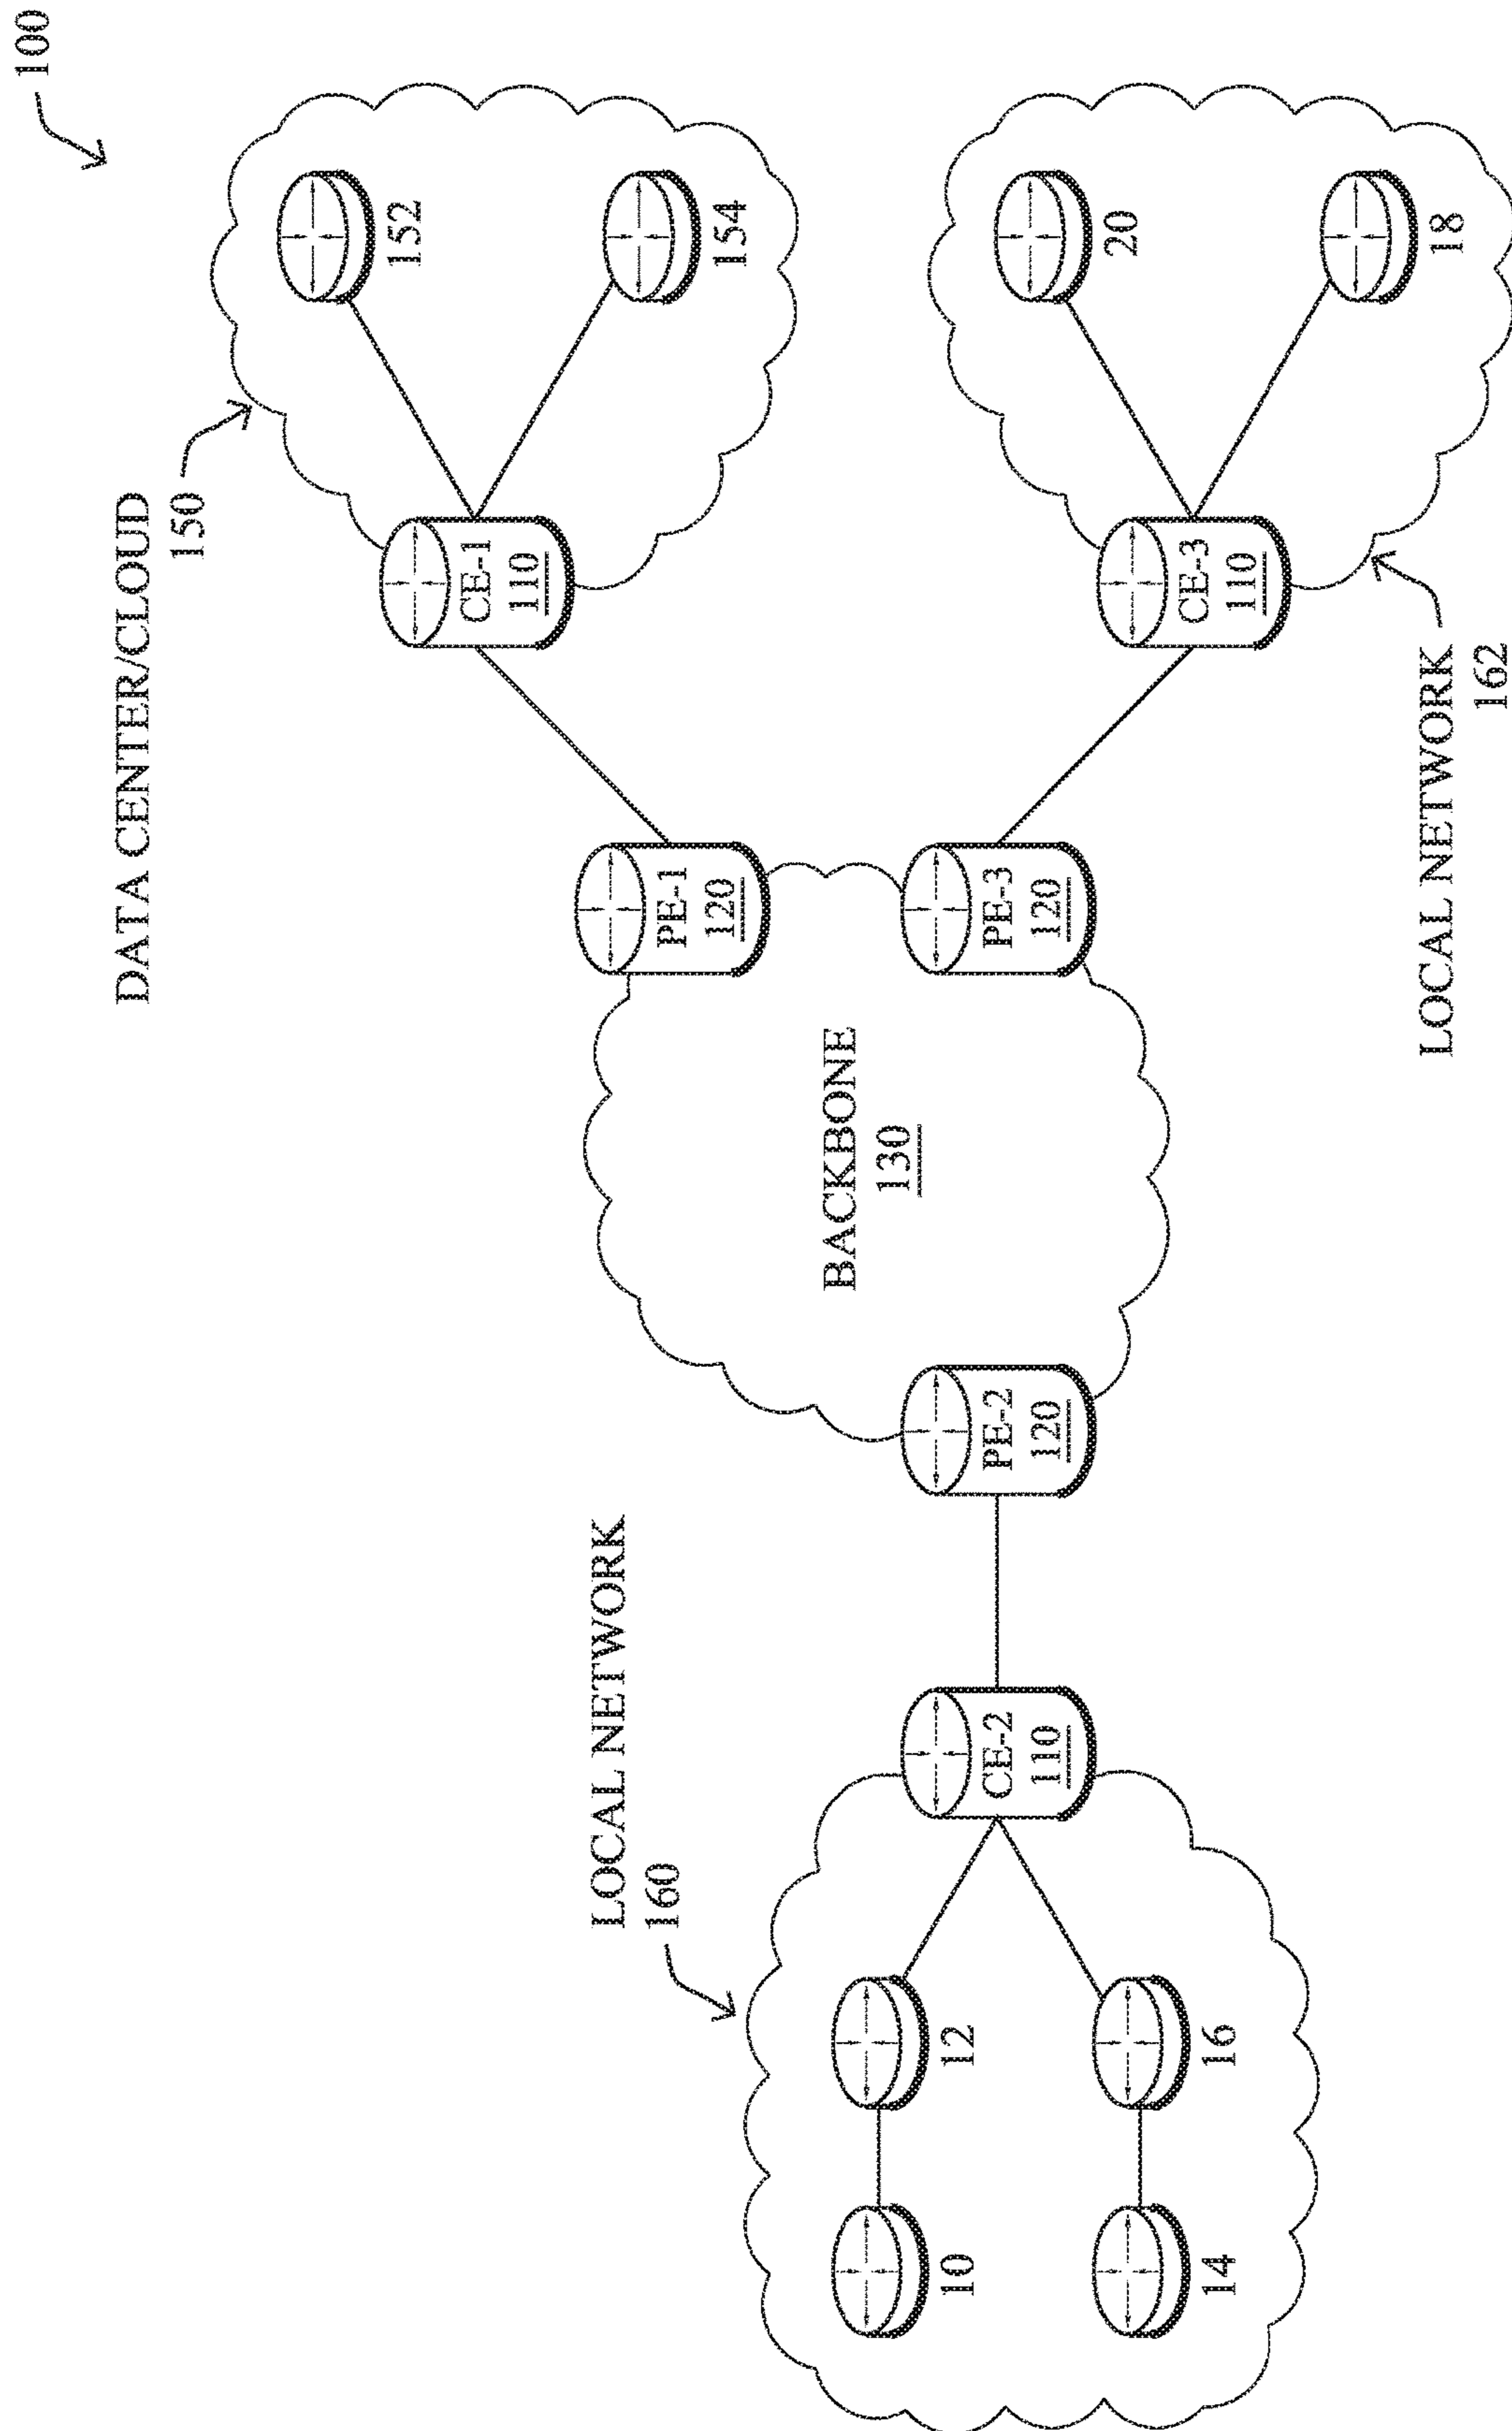 100
DATA CENTER/CLOUD
150
152
154
CE-1
110
PE-1
120
LOCAL NETWORK
160
BACKBONE
130
10
12
CE-2
110
PE-2
120
PE-3
120
CE-3
110
20
14
16
18
LOCAL NETWORK
162